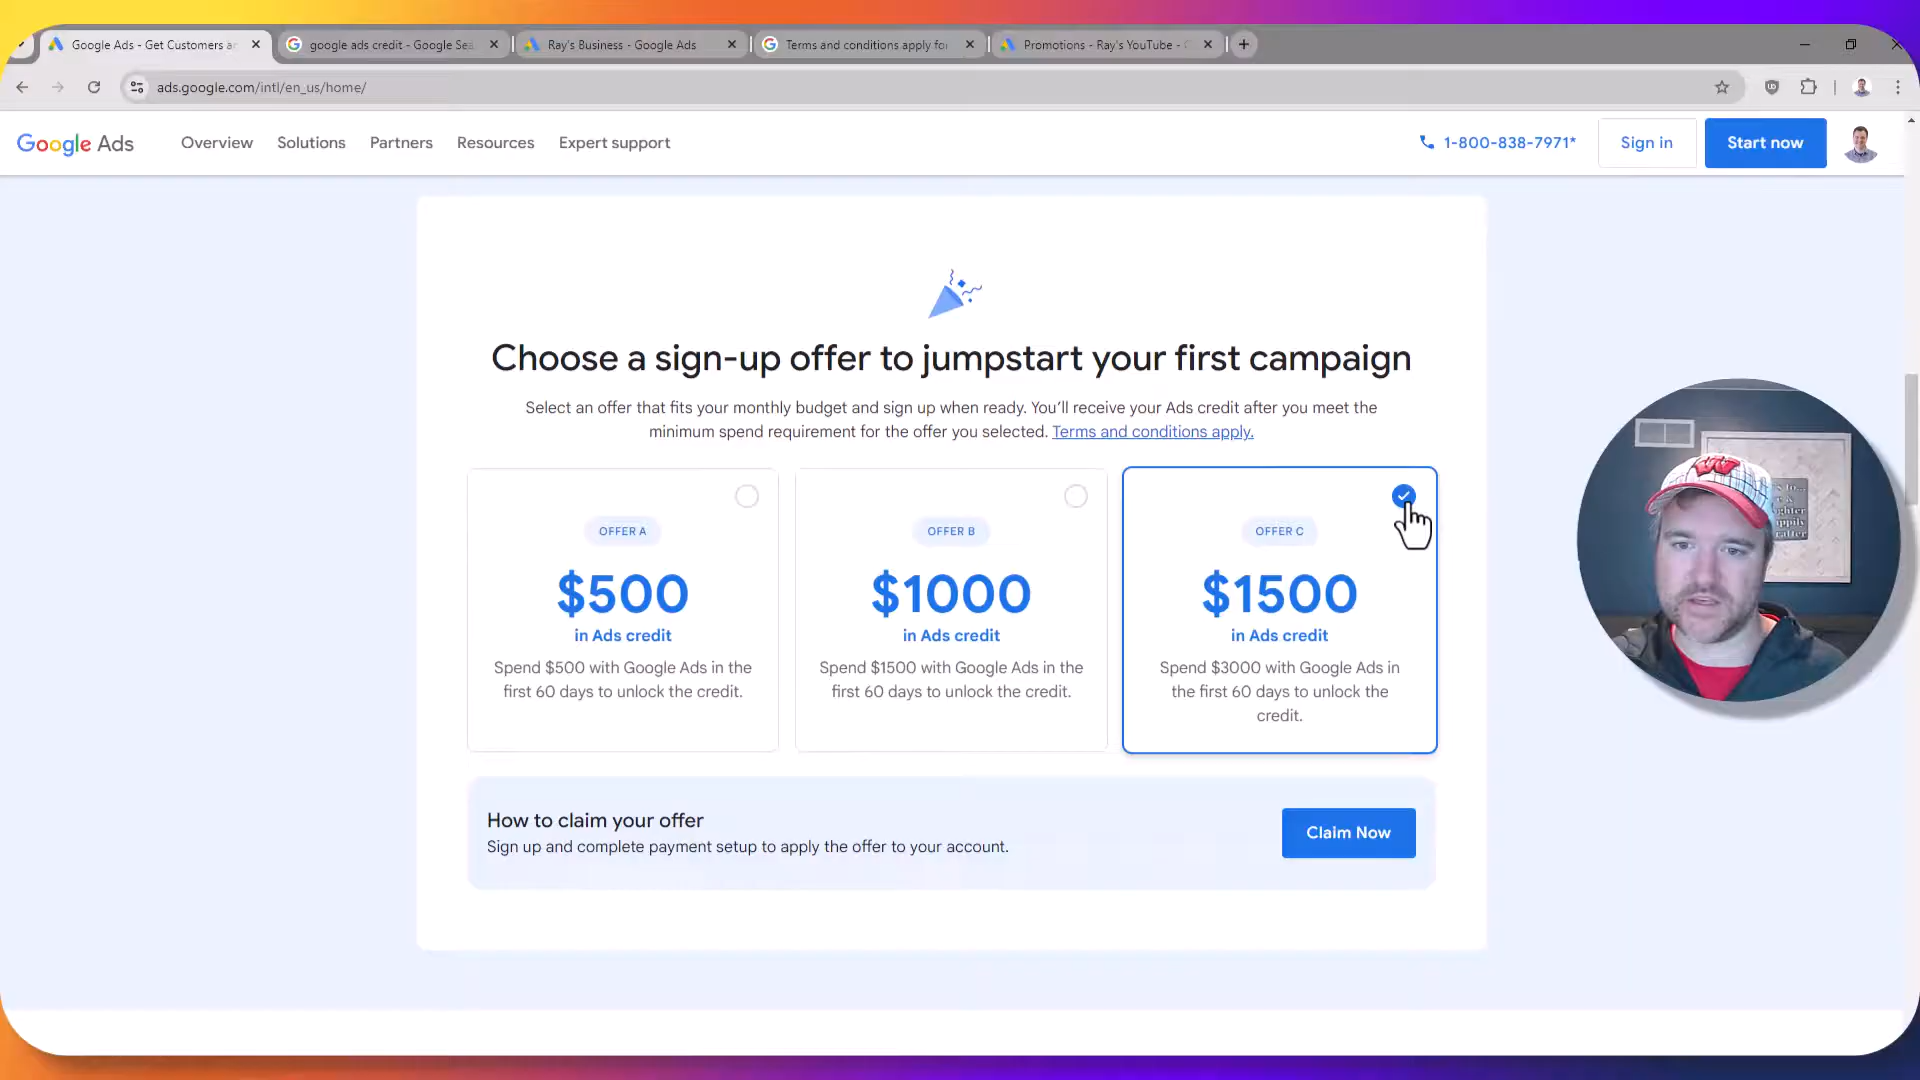 Google Ads - Get Customers ar
google ads credit - Google Sea
Ray's Business - Google Ads
Terms and conditions apply for
Promotions - Ray's YouTube -
ads.google.com/intl/en_us/home/
Google Ads
Overview
Solutions
Partners
Resources
Expert support
1-800-838-7971*
Sign in
Start now
Choose a sign-up offer to jumpstart your first campaign
Select an offer that fits your monthly budget and sign up when ready. You'll receive your Ads credit after you meet the
minimum spend requirement for the offer you selected. Terms and conditions apply.
OFFER A
$500
in Ads credit
Spend $500 with Google Ads in the
first 60 days to unlock the credit.
OFFER B
$1000
in Ads credit
Spend $1500 with Google Ads in the
first 60 days to unlock the credit.
OFFER C
$1500
in Ads credit
Spend $3000 with Google Ads in
the first 60 days to unlock the
credit.
How to claim your offer
Sign up and complete payment setup to apply the offer to your account.
Claim Now
W